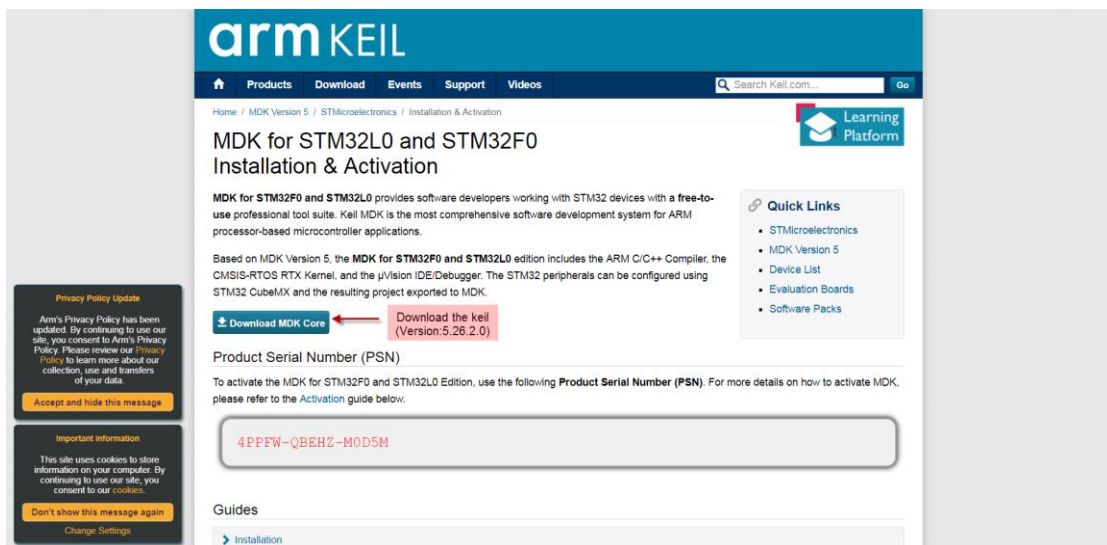 arm KEIL
Products Download Events Support Videos
Search Keil.com... Go
Home / MDK Version 5 / STMicroelectronics / Installation & Activation
Learning
Platform
MDK for STM32L0 and STM32F0
Installation & Activation
MDK for STM32F0 and STM32L0 provides software developers working with STM32 devices with a free-to-
use professional tool suite. Keil MDK is the most comprehensive software development system for ARM
processor-based microcontroller applications.
Based on MDK Version 5, the MDK for STM32F0 and STM32L0 edition includes the ARM C/C++ Compiler, the
CMSIS-RTOS RTX Kernel, and the µVision IDE/Debugger. The STM32 peripherals can be configured using
STM32 CubeMX and the resulting project exported to MDK.
Quick Links
STMicroelectronics
MDK Version 5
Device List
Evaluation Boards
Software Packs
Download MDK Core
Download the keil
(Version:5.26.2.0)
Product Serial Number (PSN)
To activate the MDK for STM32F0 and STM32L0 Edition, use the following Product Serial Number (PSN). For more details on how to activate MDK,
please refer to the Activation guide below.
4PPFW-QBEHZ-M0D5M
Guides
Installation
Privacy Policy Update
Arm's Privacy Policy has been
updated. By continuing to use our
site, you consent to Arm's Privacy
Policy. Please review our Privacy
Policy to learn more about our
collection, use and transfers
of your data.
Accept and hide this message
Important information
This site uses cookies to store
information on your computer. By
continuing to use our site, you
consent to our cookies.
Don't show this message again
Change Settings